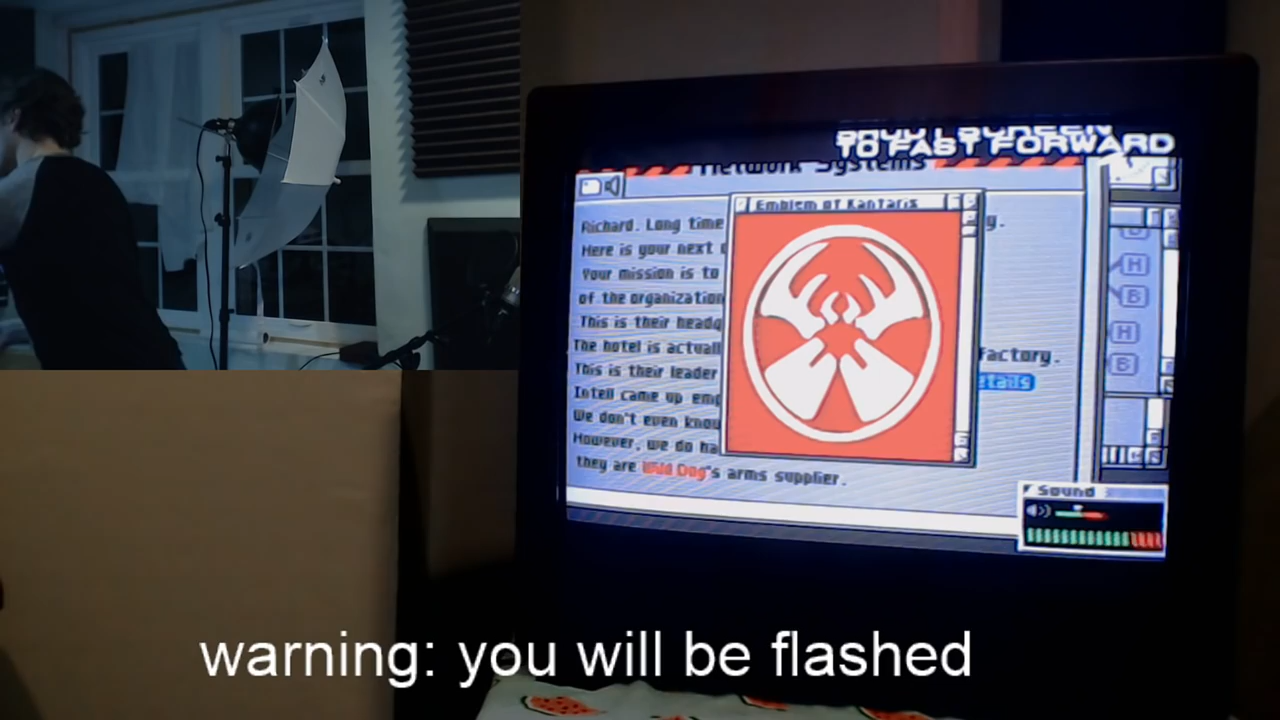 SHOOT SCREEN
TO FAST FORWARD
Network Systems
Emblem of Kantaris
Richard. Long time
y.
Here is your next
Your mission is to
of the organization
This is their headq
The hotel is actuall
factory.
This is their leader
etails
Intell came up emp
We don't even know
However, we do ha
they are Wild Dog's arms supplier.
H
B
H
B
Sound
warning: you will be flashed